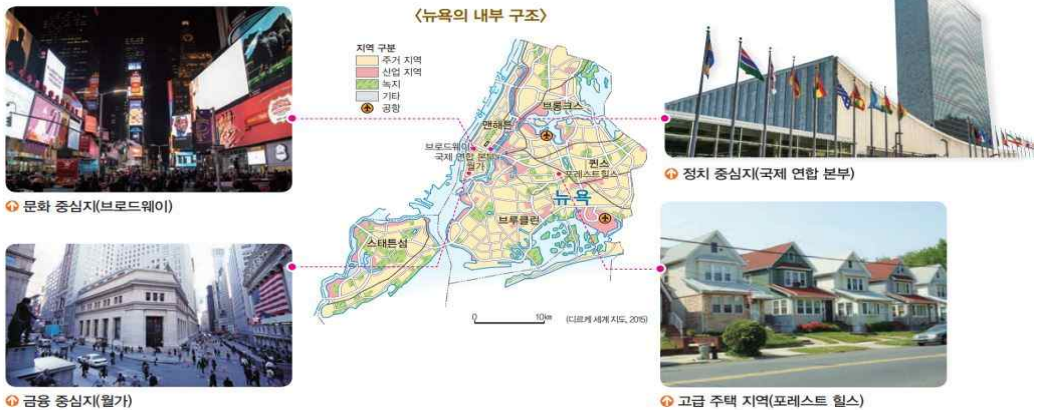 〈뉴욕의 내부 구조〉
지역 구분
주거 지역
산업 지역
녹지
기타
공항
브롱크스
맨해튼
브로드웨이
국제 연합 본부
월가
퀸스
포레스트힐스
뉴욕
브루클린
스태튼섬
0 10km
(디르케 세계 지도, 2015)
문화 중심지(브로드웨이)
정치 중심지(국제 연합 본부)
금융 중심지(월가)
고급 주택 지역(포레스트 힐스)